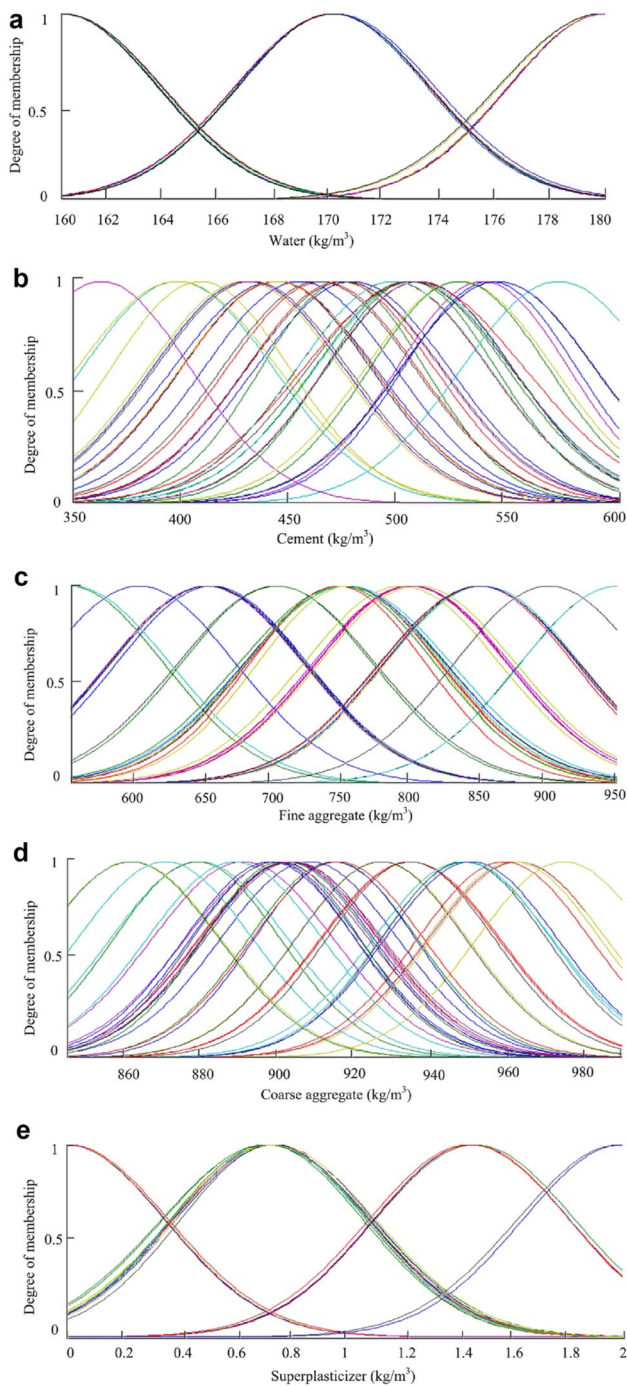 a
Degree of membership
1
0.5
0
160 162 164 166 168 170 172 174 176 178 180
Water (kg/m3)
b
Degree of membership
1
0.5
0
350 400 450 500 550 600
Cement (kg/m3)
c
Degree of membership
1
0.5
0
600 650 700 750 800 850 900 950
Fine aggregate (kg/m3)
d
Degree of membership
1
0.5
0
860 880 900 920 940 960 980
Coarse aggregate (kg/m3)
e
Degree of membership
1
0.5
0
0 0.2 0.4 0.6 0.8 1 1.2 1.4 1.6 1.8 2
Superplasticizer (kg/m3)